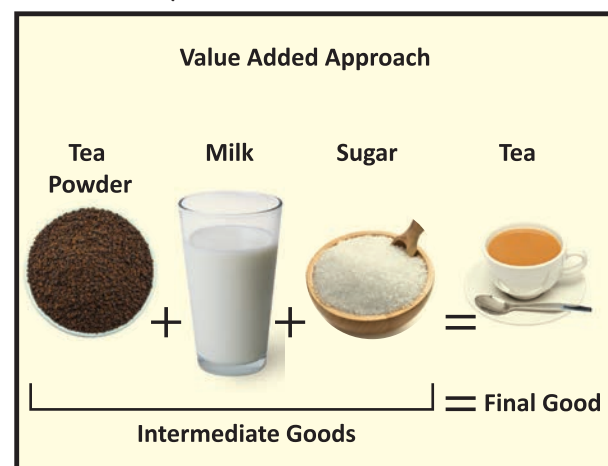 Value Added Approach
Tea Powder
Milk
Sugar
Tea
+ + =
= Final Good
Intermediate Goods